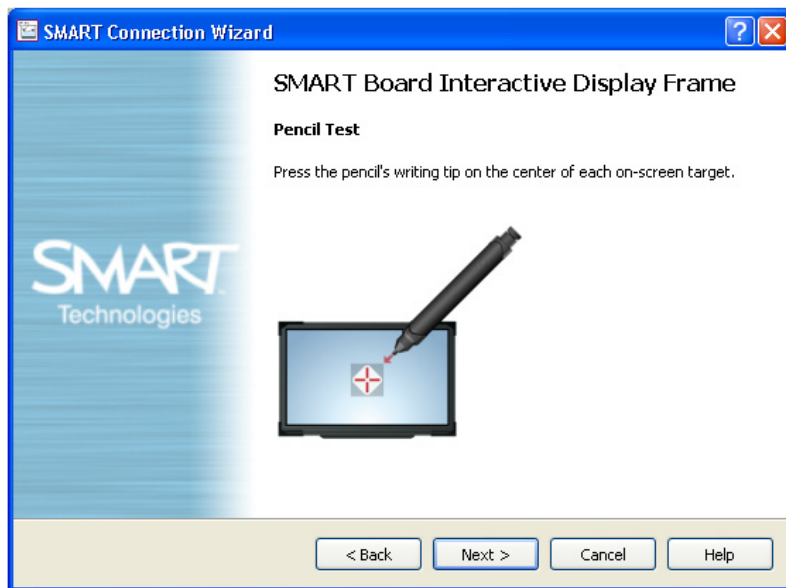 SMART Connection Wizard
SMART Board Interactive Display Frame
Pencil Test
Press the pencil's writing tip on the center of each on-screen target.
SMART
Technologies
< Back
Next >
Cancel
Help